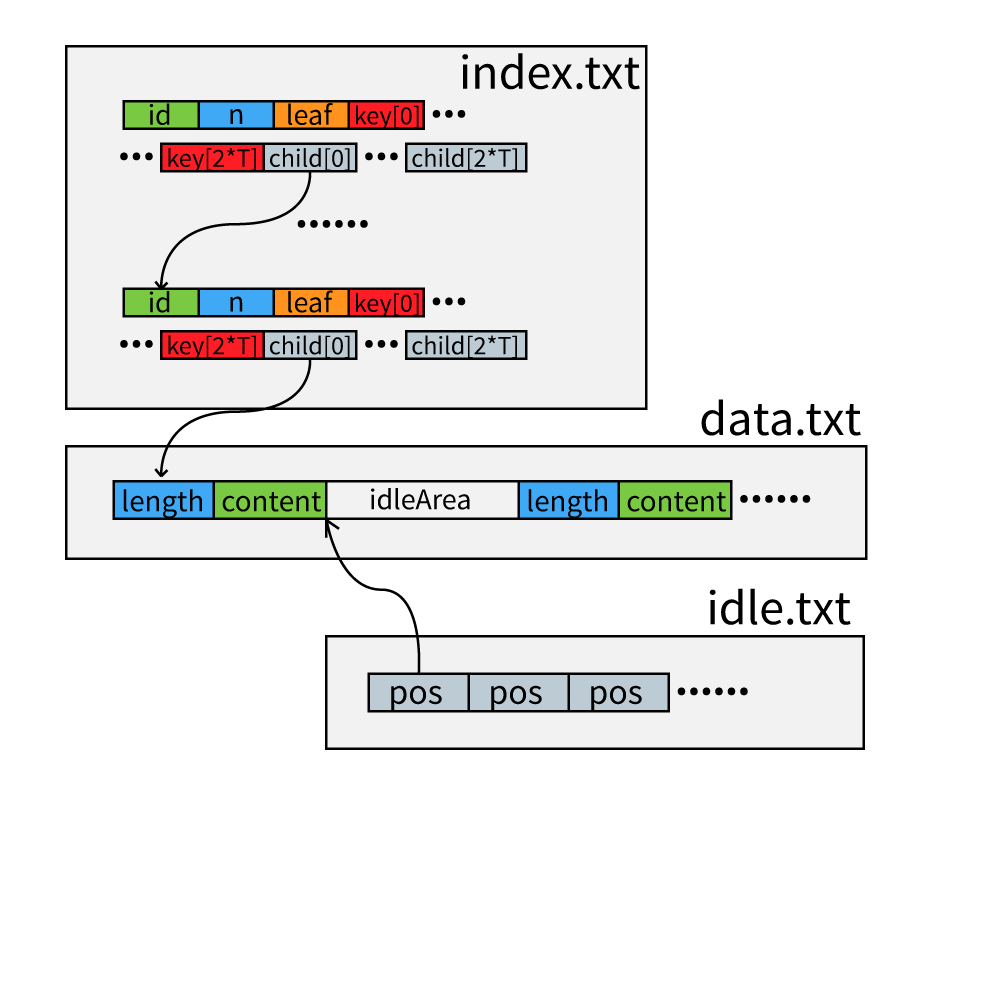 index.txt
id n leaf key[0] •••
••• key[2*T] child[0] ••• child[2*T]
••••••
id n leaf key[0] •••
••• key[2*T] child[0] ••• child[2*T]
data.txt
length content idleArea length content ••••••
idle.txt
pos pos pos ••••••